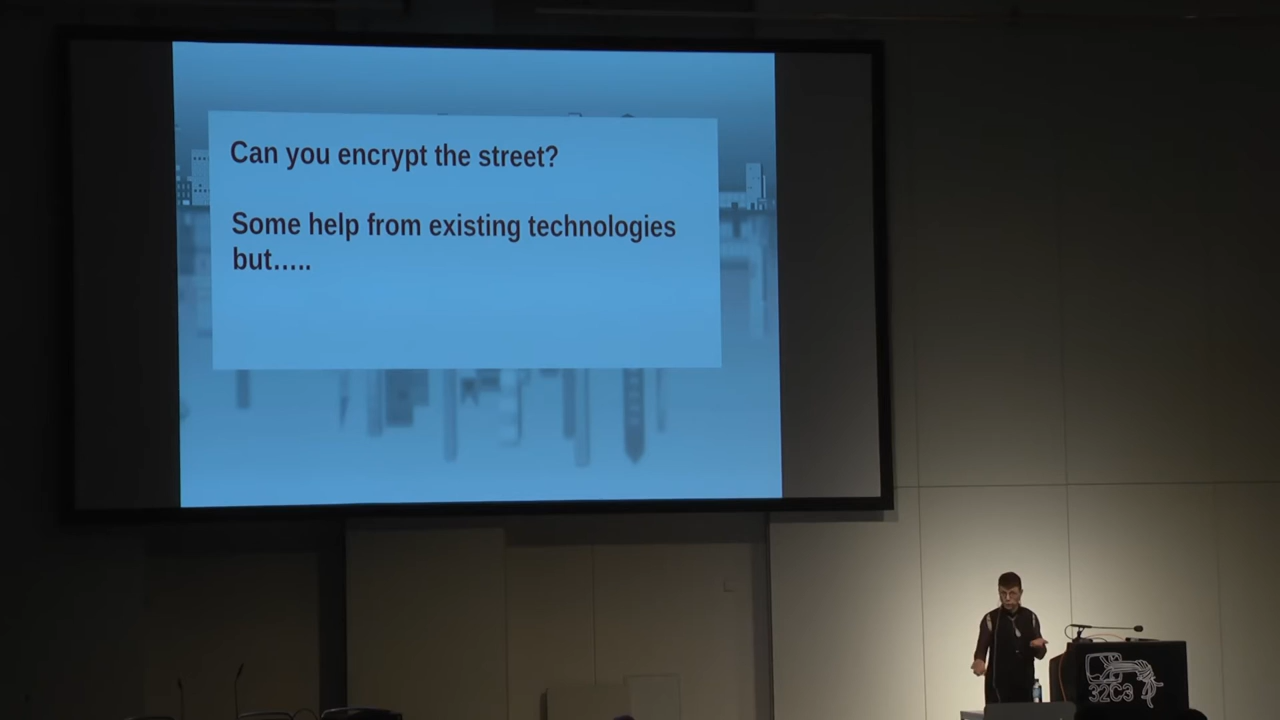 Can you encrypt the street?
Some help from existing technologies
but.....
32C3